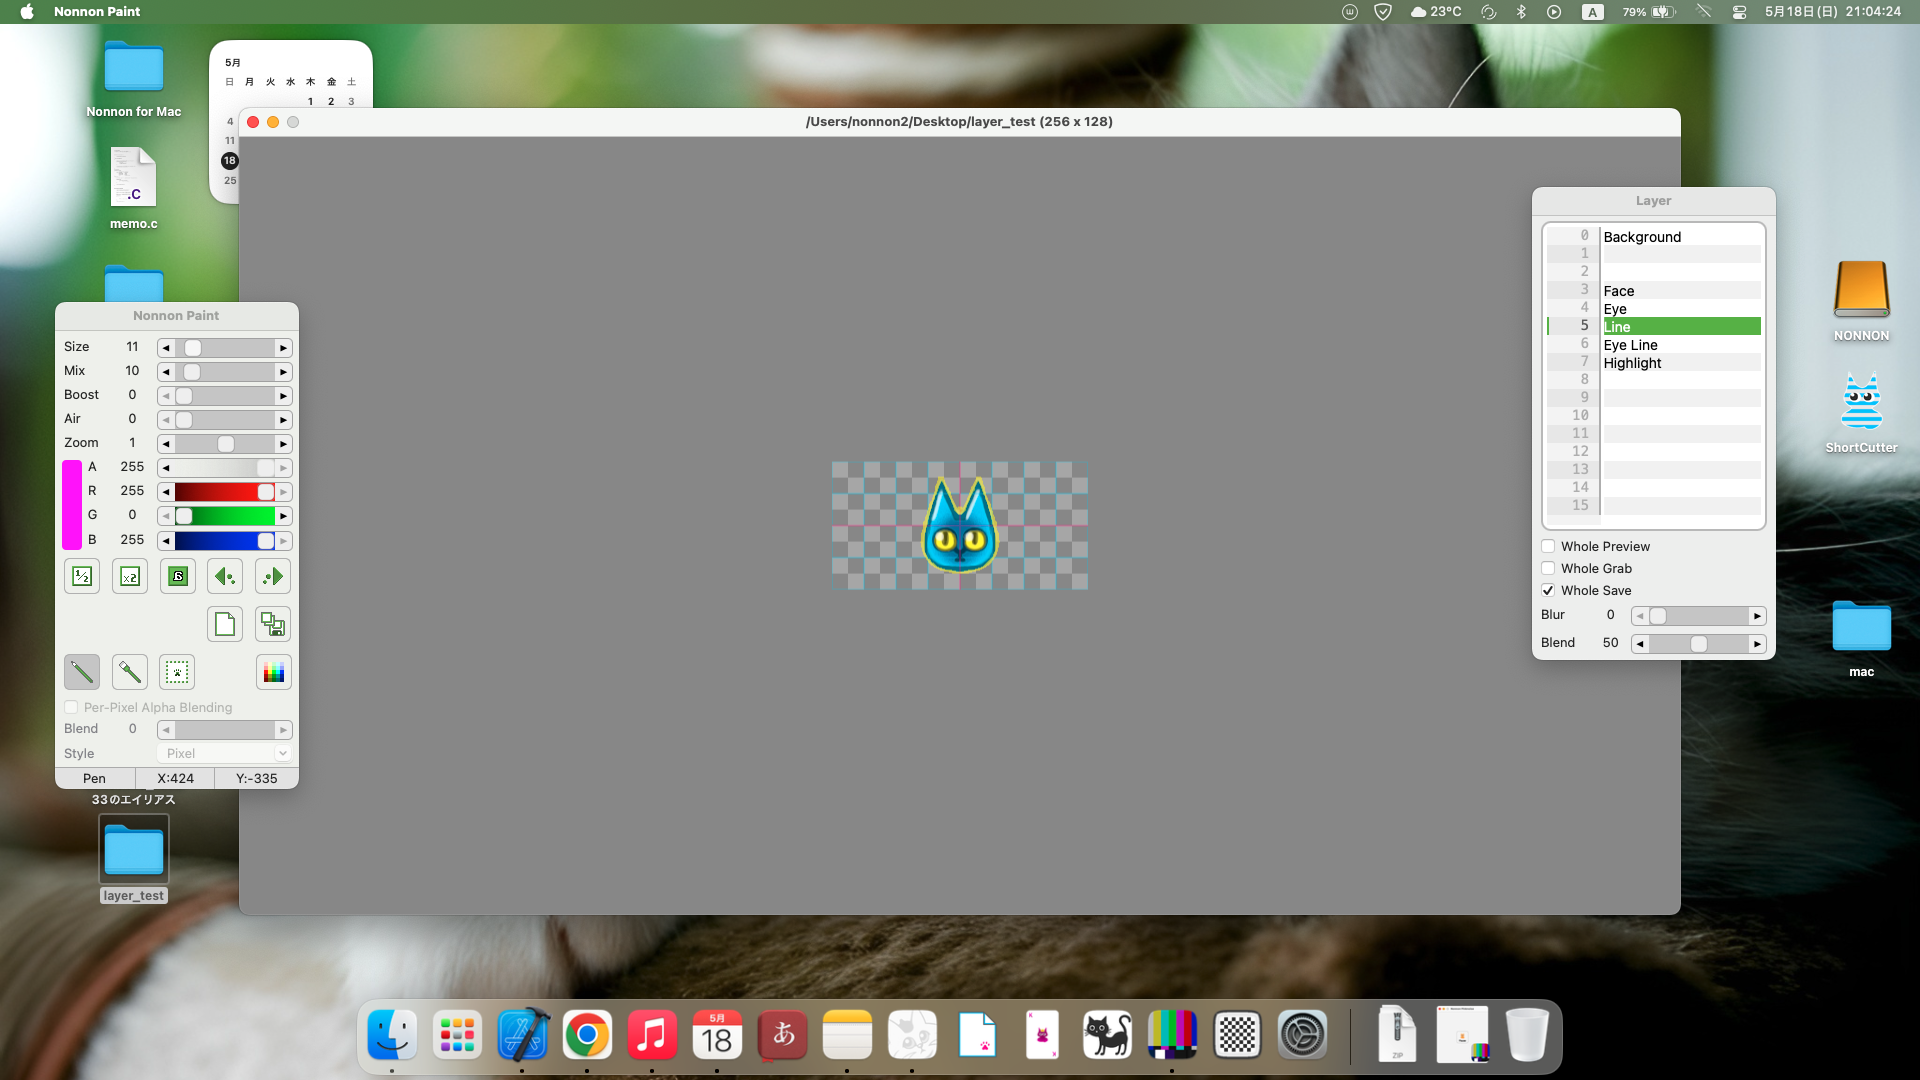 Nonnon Paint
23°C
A
79%
5月18日(日) 21:04:24
Nonnon for Mac
.C
memo.c
5月
日 月 火 水 木 金 土
1 2 3
4
11
18
25
/Users/nonnon2/Desktop/layer_test (256 x 128)
Nonnon Paint
Size 11
Mix 10
Boost 0
Air 0
Zoom 1
A 255
R 255
G 0
B 255
1/2
x2
B
Per-Pixel Alpha Blending
Blend 0
Style Pixel
Pen X:424 Y:-335
33のエイリアス
layer_test
Layer
0 Background
1
2
3 Face
4 Eye
5 Line
6 Eye Line
7 Highlight
8
9
10
11
12
13
14
15
Whole Preview
Whole Grab
Whole Save
Blur 0
Blend 50
NONNON
ShortCutter
mac
5月
18
あ
ZIP